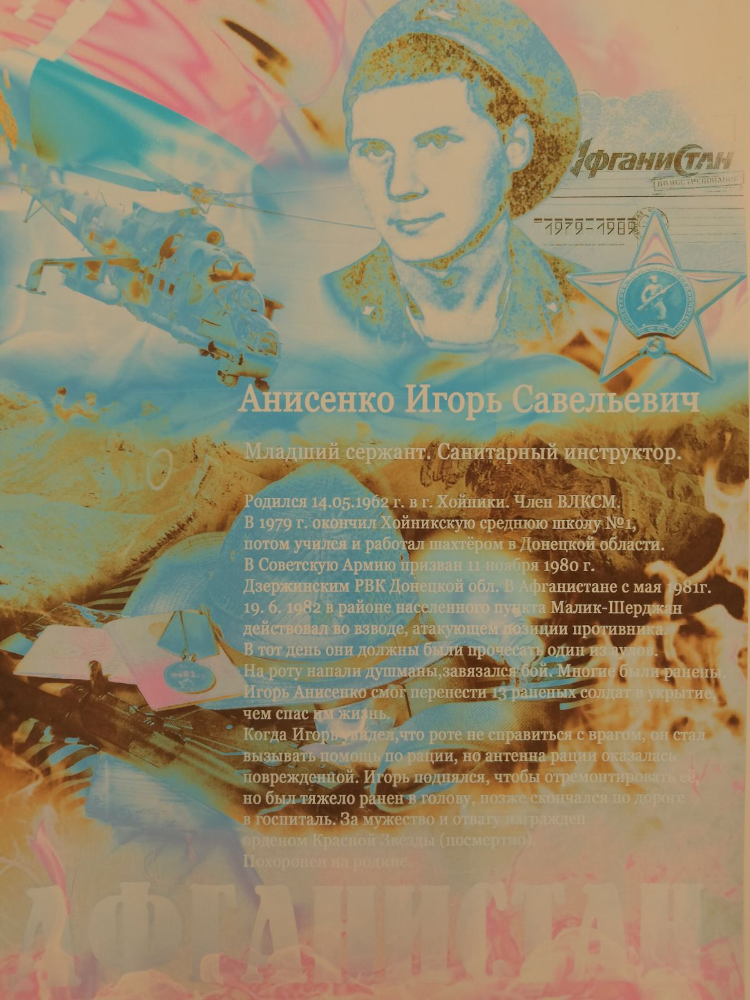 Афганистан
ДО ВОСТРЕБОВАНИЯ
1979-1989
Анисенко Игорь Савельевич
Младший сержант. Санитарный инструктор.
Родился 14.05.1962 г. в г. Хойники. Член ВЛКСМ.
В 1979 г. окончил Хойникскую среднюю школу №1,
потом учился и работал шахтёром в Донецкой области.
В Советскую Армию призван 11 ноября 1980 г.
Дзержинским РВК Донецкой обл. В Афганистане с мая 1981г.
19. 6. 1982 в районе населенного пункта Малик-Шерджан
действовал во взводе, атакующем позиции противника.
В тот день они должны были прочесать один из аулов.
На роту напали душманы,завязался бой. Многие были ранены.
Игорь Анисенко смог перенести 13 раненых солдат в укрытие,
чем спас им жизнь.
Когда Игорь увидел,что роте не справиться с врагом, он стал
вызывать помощь по рации, но антенна рации оказалась
поврежденной. Игорь поднялся, чтобы отремонтировать её,
но был тяжело ранен в голову, позже скончался по дороге
в госпиталь. За мужество и отвагу награжден
орденом Красной Звезды (посмертно).
Похоронен на родине.
АФГАНИСТАН